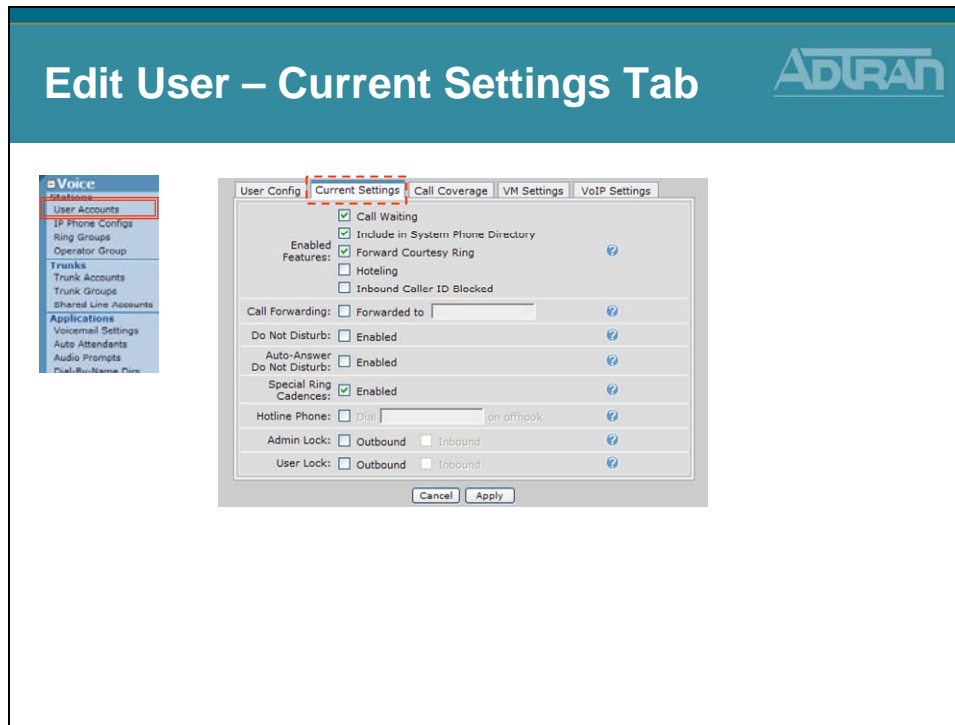 Edit User – Current Settings Tab
ADTRAN
Voice
Stations
User Accounts
IP Phone Configs
Ring Groups
Operator Group
Trunks
Trunk Accounts
Trunk Groups
Shared Line Accounts
Applications
Voicemail Settings
Auto Attendants
Audio Prompts
Dial-By-Name Dirs
User Config Current Settings Call Coverage VM Settings VoIP Settings
Enabled Features:
Call Waiting
Include in System Phone Directory
Forward Courtesy Ring
Hoteling
Inbound Caller ID Blocked
Call Forwarding: Forwarded to
Do Not Disturb: Enabled
Auto-Answer
Do Not Disturb: Enabled
Special Ring
Cadences: Enabled
Hotline Phone: Dial on offhook
Admin Lock: Outbound Inbound
User Lock: Outbound Inbound
Cancel Apply